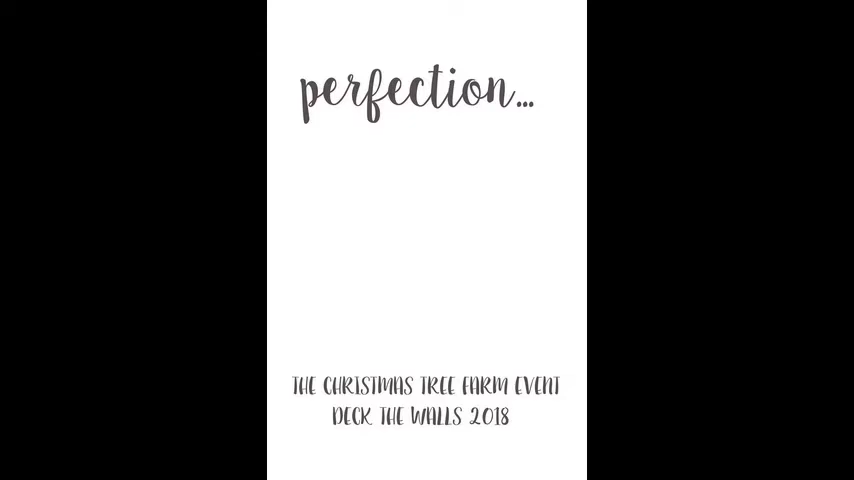 perfection...
THE CHRISTMAS TREE FARM EVENT
DECK THE WALLS 2018